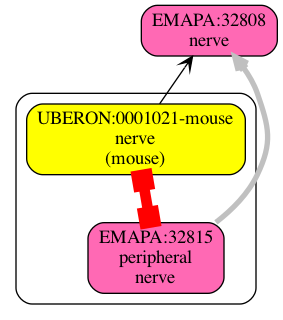 EMAPA:32808
nerve
UBERON:0001021-mouse
nerve
(mouse)
EMAPA:32815
peripheral
nerve